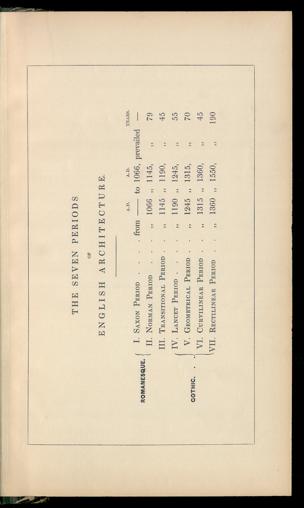 THE SEVEN PERIODS
OF
ENGLISH ARCHITECTURE
A.D. A.D. YEARS.
ROMANESQUE.
I. SAXON PERIOD . . . . from —— to 1066, prevailed —
II. NORMAN PERIOD . . . „ 1066 „ 1145, „ 79
III. TRANSITIONAL PERIOD . „ 1145 „ 1190, „ 45
GOTHIC. . .
IV. LANCET PERIOD . . . . „ 1190 „ 1245, „ 55
V. GEOMETRICAL PERIOD . . „ 1245 „ 1315, „ 70
VI. CURVILINEAR PERIOD . . „ 1315 „ 1360, „ 45
VII. RECTILINEAR PERIOD . . „ 1360 „ 1550, „ 190